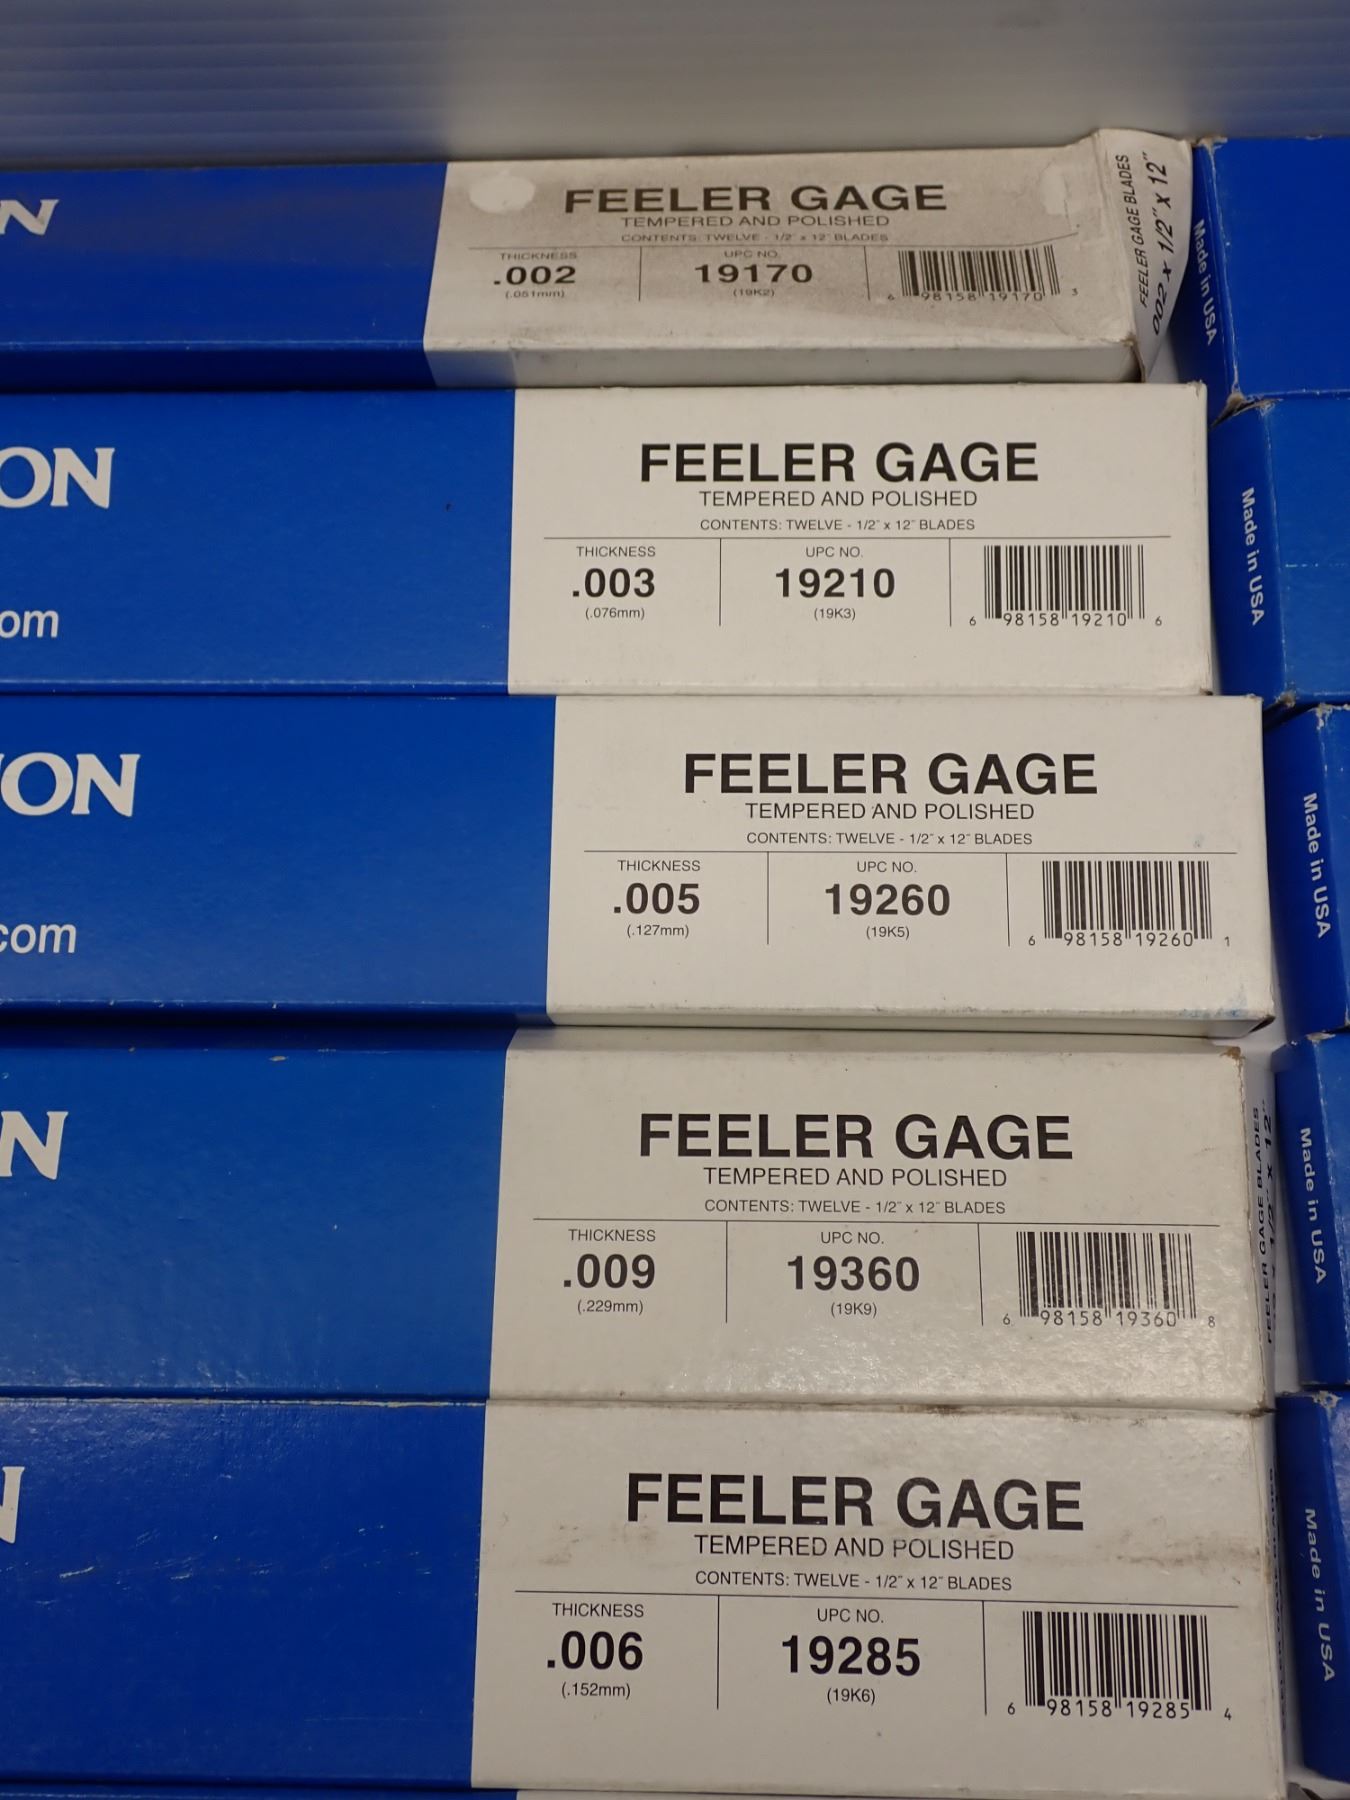 N
FEELER GAGE
TEMPERED AND POLISHED
CONTENTS: TWELVE - 1/2" x 12" BLADES
THICKNESS
.002
(.051mm)
UPC NO.
19170
(19K2)
6 98158 19170 3
FEELER GAGE BLADES
.002 x 1/2" x 12"
Made in USA
ON
om
FEELER GAGE
TEMPERED AND POLISHED
CONTENTS: TWELVE - 1/2" x 12" BLADES
THICKNESS
.003
(.076mm)
UPC NO.
19210
(19K3)
6 98158 19210 6
Made in USA
ON
com
FEELER GAGE
TEMPERED AND POLISHED
CONTENTS: TWELVE - 1/2" x 12" BLADES
THICKNESS
.005
(.127mm)
UPC NO.
19260
(19K5)
6 98158 19260 1
Made in USA
N
FEELER GAGE
TEMPERED AND POLISHED
CONTENTS: TWELVE - 1/2" x 12" BLADES
THICKNESS
.009
(.229mm)
UPC NO.
19360
(19K9)
6 98158 19360 8
FEELER GAGE BLADES
1/2" x 12"
Made in USA
N
FEELER GAGE
TEMPERED AND POLISHED
CONTENTS: TWELVE - 1/2" x 12" BLADES
THICKNESS
.006
(.152mm)
UPC NO.
19285
(19K6)
6 98158 19285 4
Made in USA